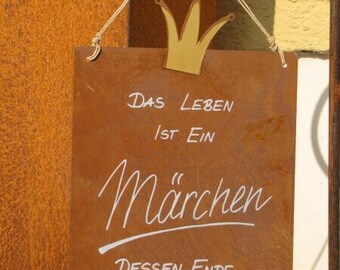 Das Leben
ist ein
Märchen
dessen Ende